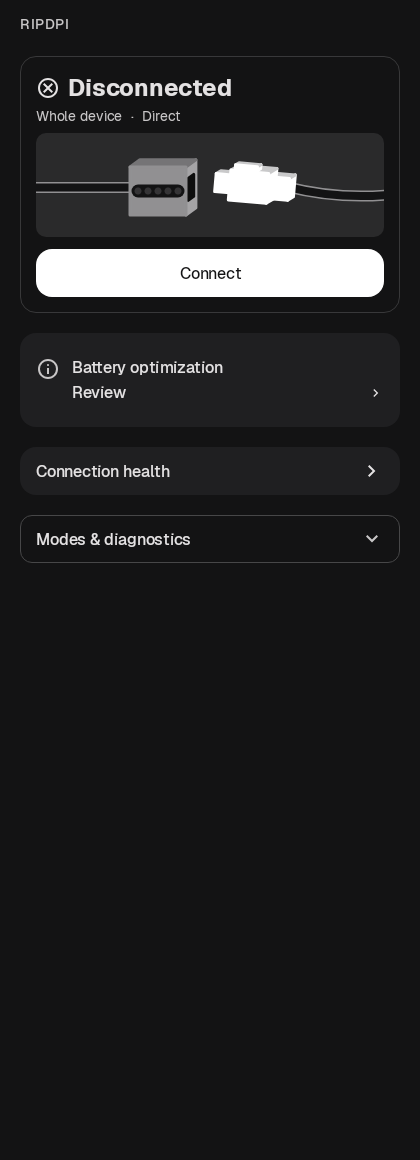 RIPDPI
Disconnected
Whole device · Direct
Connect
Battery optimization
Review
Connection health
Modes & diagnostics